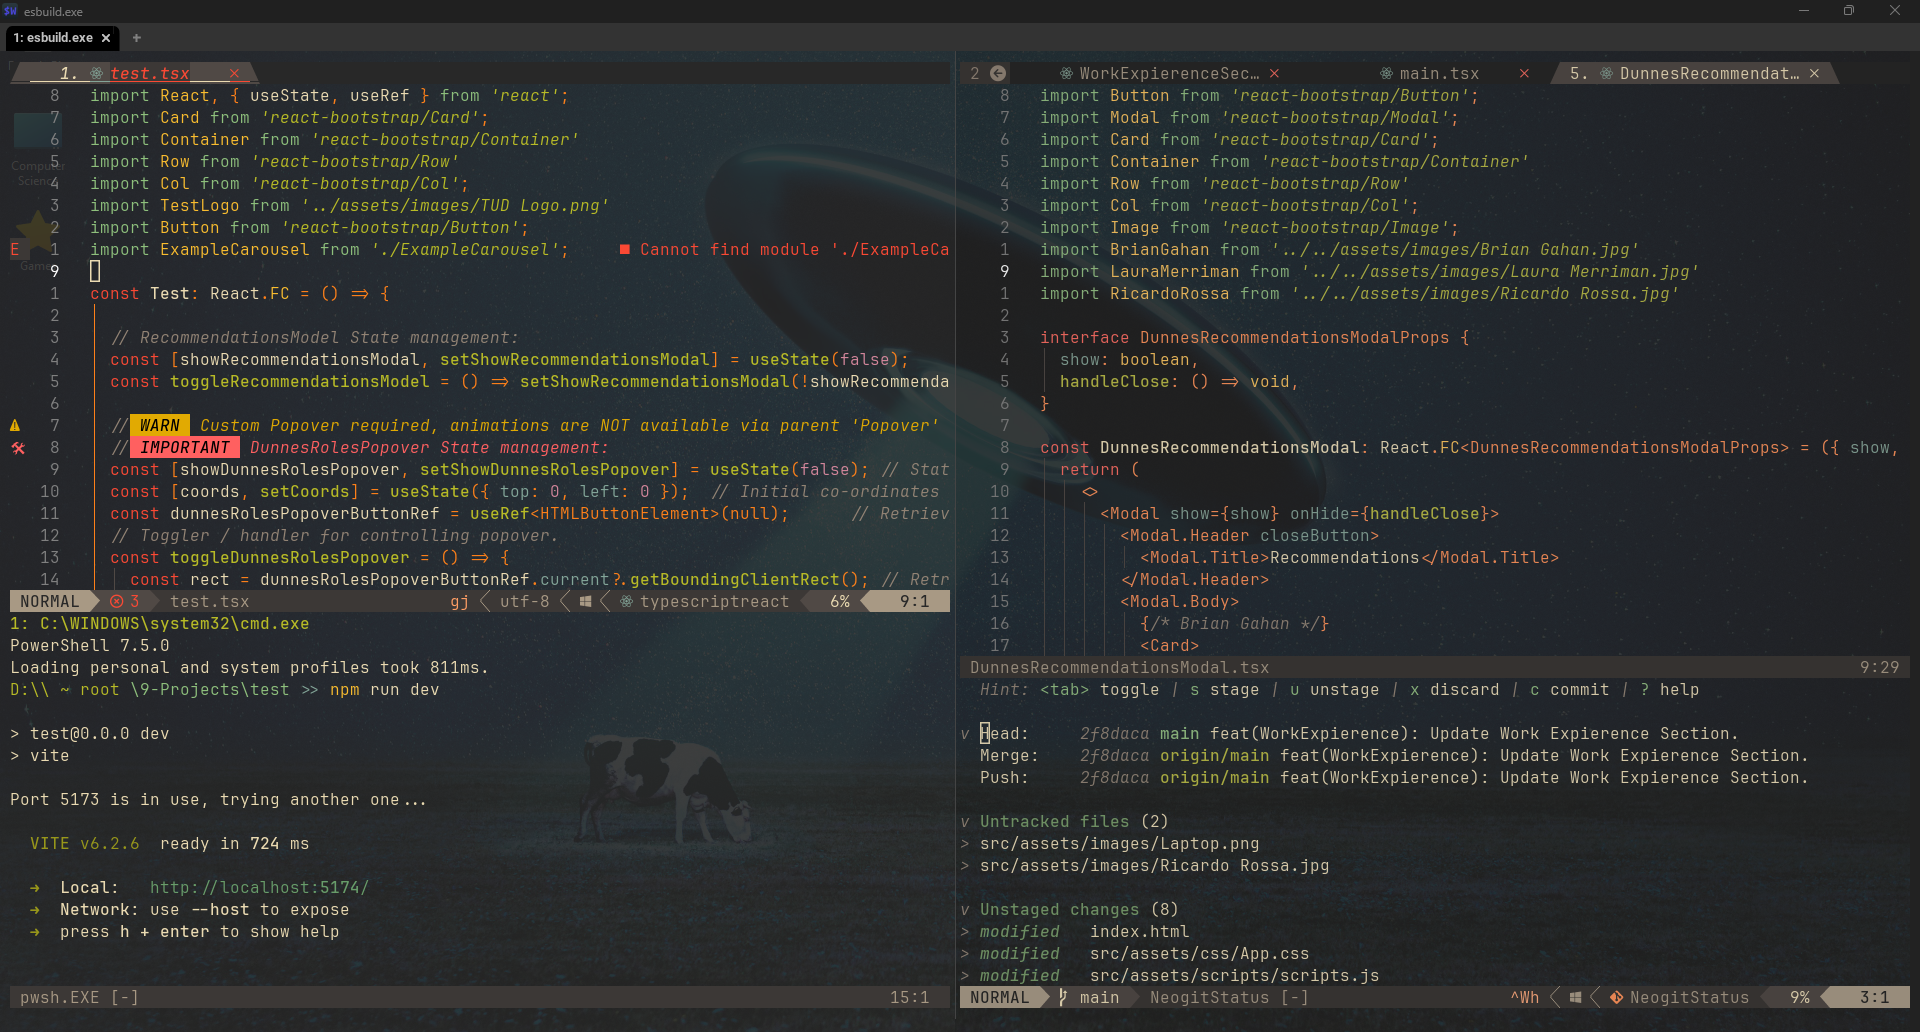 esbuild.exe
1: esbuild.exe × +
1. test.tsx ×
8 import React, { useState, useRef } from 'react';
7 import Card from 'react-bootstrap/Card';
6 import Container from 'react-bootstrap/Container'
5 import Row from 'react-bootstrap/Row'
4 import Col from 'react-bootstrap/Col';
3 import TestLogo from '../assets/images/TUD Logo.png'
2 import Button from 'react-bootstrap/Button';
E 1 import ExampleCarousel from './ExampleCarousel'; ■ Cannot find module './ExampleCa
9
1 const Test: React.FC = () => {
2
3 // RecommendationsModel State management:
4 const [showRecommendationsModal, setShowRecommendationsModal] = useState(false);
5 const toggleRecommendationsModel = () => setShowRecommendationsModal(!showRecommenda
6
7 // WARN Custom Popover required, animations are NOT available via parent 'Popover'
8 // IMPORTANT DunnesRolesPopover State management:
9 const [showDunnesRolesPopover, setShowDunnesRolesPopover] = useState(false); // Stat
10 const [coords, setCoords] = useState({ top: 0, left: 0 }); // Initial co-ordinates
11 const dunnesRolesPopoverButtonRef = useRef<HTMLButtonElement>(null); // Retriev
12 // Toggler / handler for controlling popover.
13 const toggleDunnesRolesPopover = () => {
14 const rect = dunnesRolesPopoverButtonRef.current?.getBoundingClientRect(); // Retr
NORMAL 3 test.tsx gj utf-8 typescriptreact 6% 9:1
Computer
Science
Game
1: C:\WINDOWS\system32\cmd.exe
PowerShell 7.5.0
Loading personal and system profiles took 811ms.
D:\\ ~ root \9-Projects\test >> npm run dev
> test@0.0.0 dev
> vite
Port 5173 is in use, trying another one...
VITE v6.2.6 ready in 724 ms
→ Local: http://localhost:5174/
→ Network: use --host to expose
→ press h + enter to show help
pwsh.EXE [-] 15:1
2 WorkExpierenceSec… × main.tsx × 5. DunnesRecommendat… ×
8 import Button from 'react-bootstrap/Button';
7 import Modal from 'react-bootstrap/Modal';
6 import Card from 'react-bootstrap/Card';
5 import Container from 'react-bootstrap/Container'
4 import Row from 'react-bootstrap/Row'
3 import Col from 'react-bootstrap/Col';
2 import Image from 'react-bootstrap/Image';
1 import BrianGahan from '../../assets/images/Brian Gahan.jpg'
9 import LauraMerriman from '../../assets/images/Laura Merriman.jpg'
1 import RicardoRossa from '../../assets/images/Ricardo Rossa.jpg'
2
3 interface DunnesRecommendationsModalProps {
4 show: boolean,
5 handleClose: () => void,
6 }
7
8 const DunnesRecommendationsModal: React.FC<DunnesRecommendationsModalProps> = ({ show,
9 return (
10 <>
11 <Modal show={show} onHide={handleClose}>
12 <Modal.Header closeButton>
13 <Modal.Title>Recommendations</Modal.Title>
14 </Modal.Header>
15 <Modal.Body>
16 {/* Brian Gahan */}
17 <Card>
DunnesRecommendationsModal.tsx 9:29
Hint: <tab> toggle | s stage | u unstage | x discard | c commit | ? help
v Head: 2f8daca main feat(WorkExpierence): Update Work Expierence Section.
Merge: 2f8daca origin/main feat(WorkExpierence): Update Work Expierence Section.
Push: 2f8daca origin/main feat(WorkExpierence): Update Work Expierence Section.
v Untracked files (2)
> src/assets/images/Laptop.png
> src/assets/images/Ricardo Rossa.jpg
v Unstaged changes (8)
> modified index.html
> modified src/assets/css/App.css
> modified src/assets/scripts/scripts.js
NORMAL main NeogitStatus [-] ^Wh NeogitStatus 9% 3:1